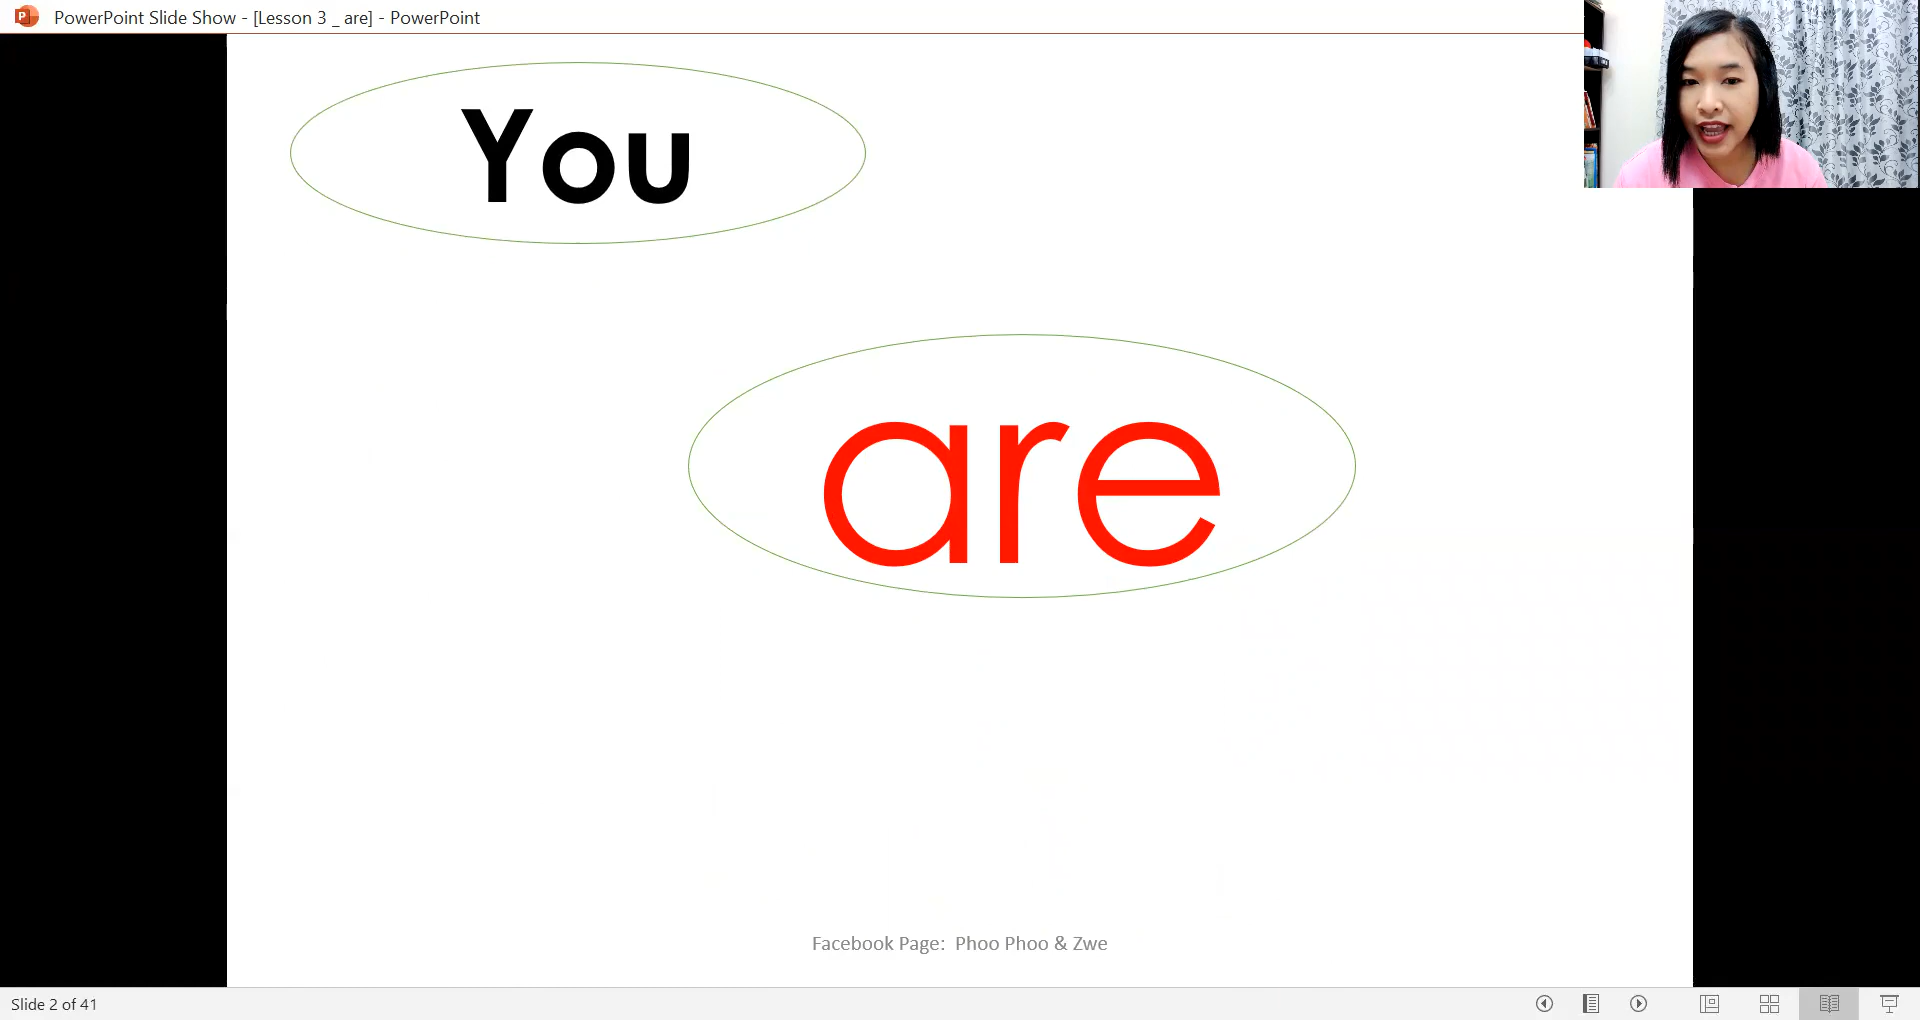 PowerPoint Slide Show - [Lesson 3 _ are] - PowerPoint
You
are
Facebook Page: Phoo Phoo & Zwe
Slide 2 of 41